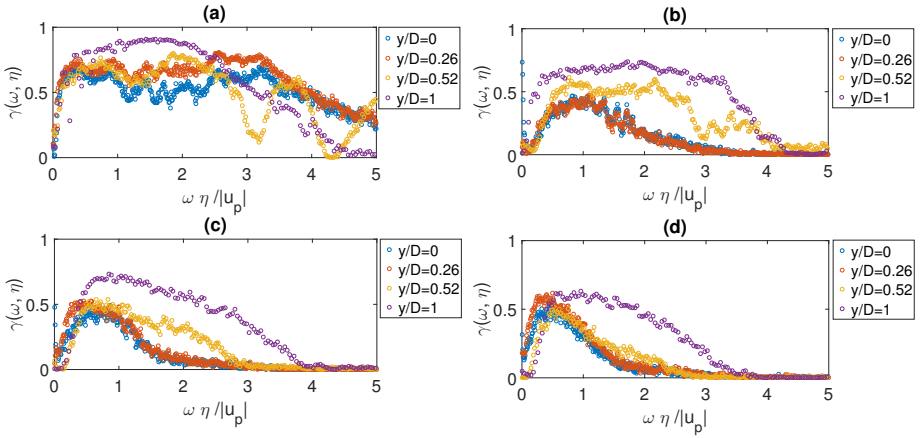 (a)
1
0.5
0
γ(ω, η)
0 1 2 3 4 5
ω η /|u_p|
y/D=0
y/D=0.26
y/D=0.52
y/D=1
(b)
1
0.5
0
γ(ω, η)
0 1 2 3 4 5
ω η /|u_p|
y/D=0
y/D=0.26
y/D=0.52
y/D=1
(c)
1
0.5
0
γ(ω, η)
0 1 2 3 4 5
ω η /|u_p|
y/D=0
y/D=0.26
y/D=0.52
y/D=1
(d)
1
0.5
0
γ(ω, η)
0 1 2 3 4 5
ω η /|u_p|
y/D=0
y/D=0.26
y/D=0.52
y/D=1